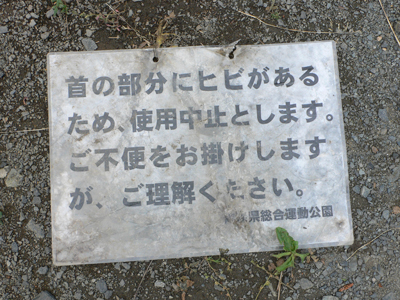 首の部分にヒビがある
ため、使用中止とします。
ご不便をお掛けします
が、ご理解ください。
県総合運動公園